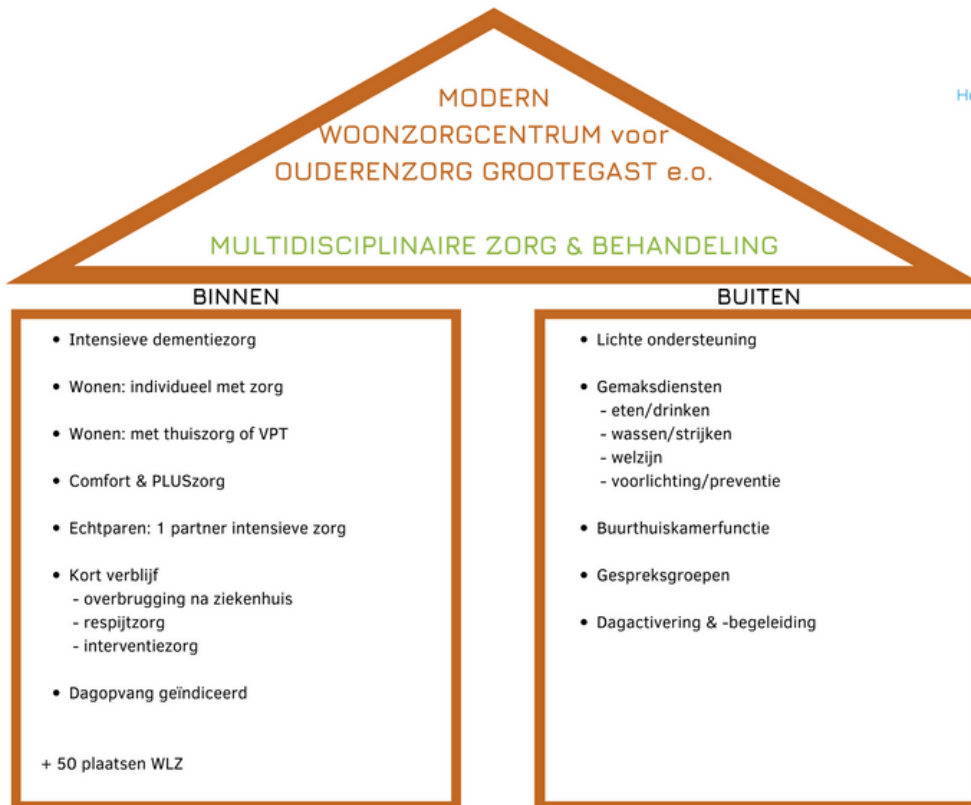 MODERN
WOONZORGCENTRUM voor
OUDERENZORG GROOTEGAST e.o.
MULTIDISCIPLINAIRE ZORG & BEHANDELING
BINNEN
• Intensieve dementiezorg
• Wonen: individueel met zorg
• Wonen: met thuiszorg of VPT
• Comfort & PLUSzorg
• Echtparen: 1 partner intensieve zorg
• Kort verblijf
- overbrugging na ziekenhuis
- respijtzorg
- interventiezorg
• Dagopvang geïndiceerd
+ 50 plaatsen WLZ
BUITEN
• Lichte ondersteuning
• Gemaksdiensten
- eten/drinken
- wassen/strijken
- welzijn
- voorlichting/preventie
• Buurthuiskamerfunctie
• Gespreksgroepen
• Dagactivering & -begeleiding